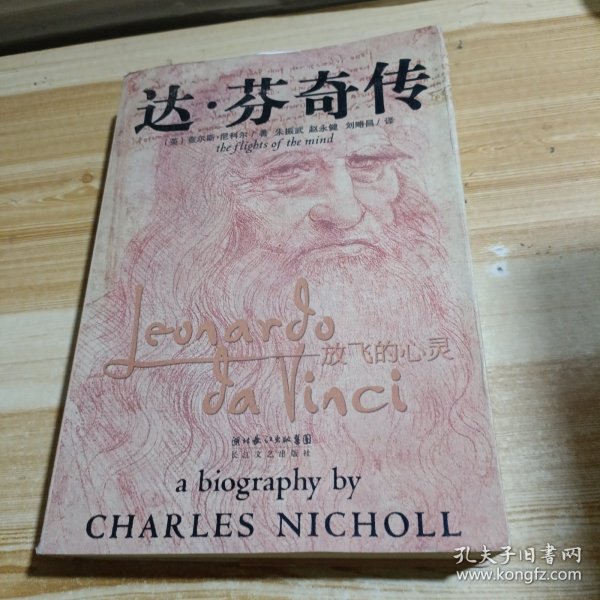 达·芬奇传
〔英〕查尔斯·尼科尔/著 朱振武 赵永健 刘略昌/译
the flights of the mind
Leonardo
放飞的心灵
da Vinci
湖北长江出版集团
长江文艺出版社
a biography by
CHARLES NICHOLL
孔夫子旧书网
www.kongfz.com